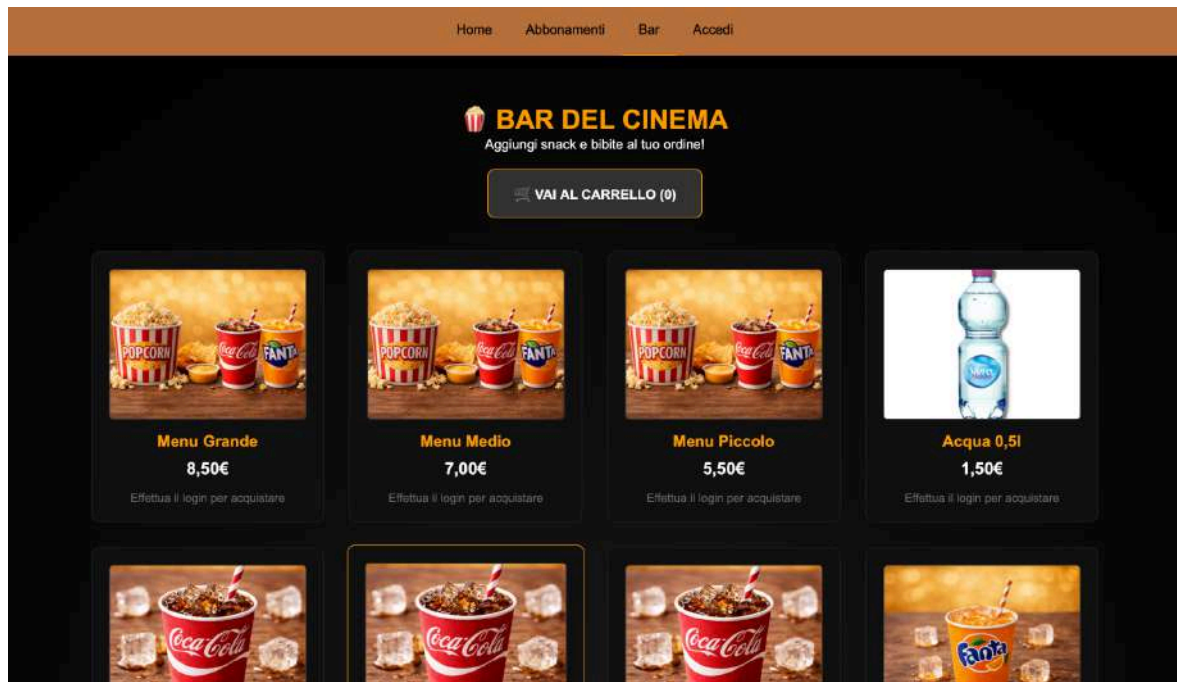 Home Abbonamenti Bar Accedi
BAR DEL CINEMA
Aggiungi snack e bibite al tuo ordine!
VAI AL CARRELLO (0)
POPCORN Coca-Cola FANTA
POPCORN Coca-Cola FANTA
POPCORN Coca-Cola FANTA
Menu Grande Menu Medio Menu Piccolo Acqua 0,5l
8,50€ 7,00€ 5,50€ 1,50€
Effettua il login per acquistare Effettua il login per acquistare Effettua il login per acquistare Effettua il login per acquistare
Coca-Cola Coca-Cola Coca-Cola Fanta